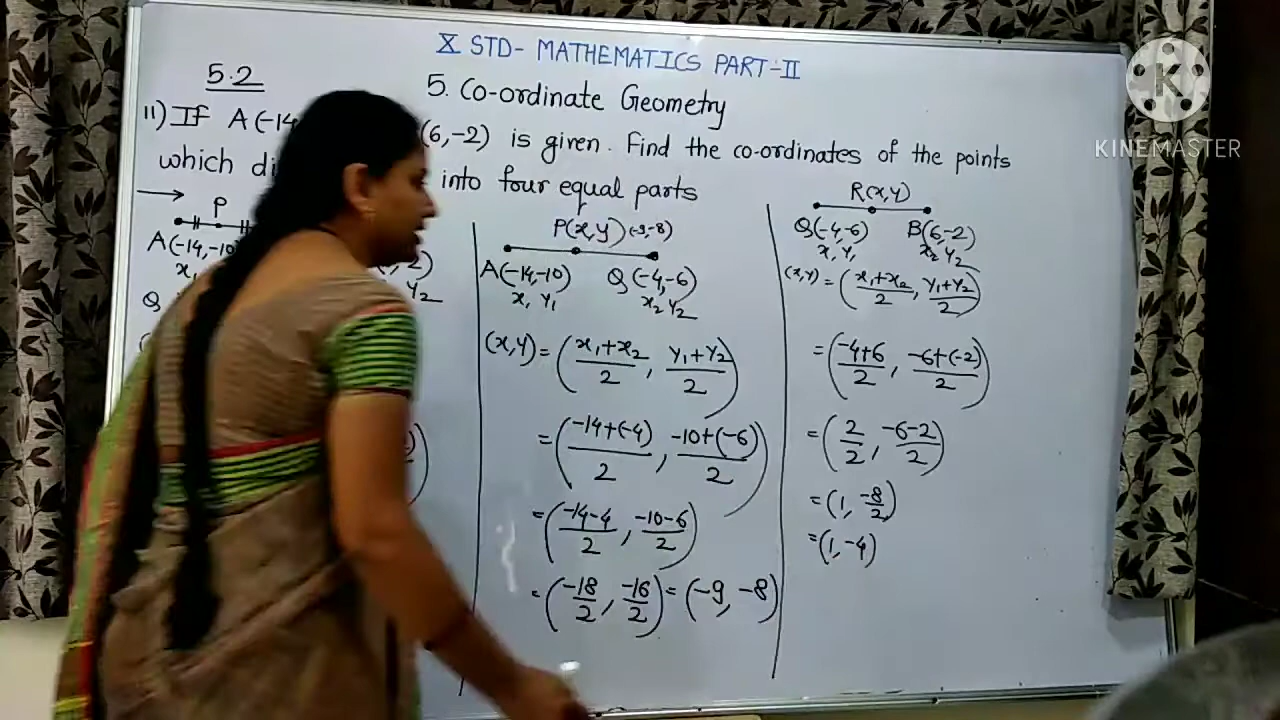 X STD- MATHEMATICS PART-II
5.2
5. Co-ordinate Geometry
11) If A(-14 (6,-2) is given. Find the co-ordinates of the points
which di into four equal parts
P
A(-14,-10
x₁
Q
,-2)
Y₂
P(x,y) (-9,-8)
A(-14,-10) Q(-4,-6)
x₁ y₁ x₂ y₂
(x,y) = (x₁+x₂/2, y₁+y₂/2)
= (-14+(-4)/2, -10+(-6)/2)
= (-14-4/2, -10-6/2)
= (-18/2, -16/2) = (-9, -8)
R(x,y)
Q(-4,-6) B(6,-2)
x₁ y₁ x₂ y₂
(x,y) = (x₁+x₂/2, y₁+y₂/2)
= (-4+6/2, -6+(-2)/2)
= (2/2, -6-2/2)
= (1, -8/2)
= (1,-4)
K
KINEMASTER